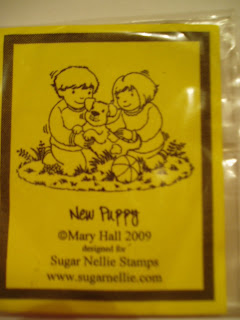 New Puppy
©Mary Hall 2009
designed for
Sugar Nellie Stamps
www.sugarnellie.com